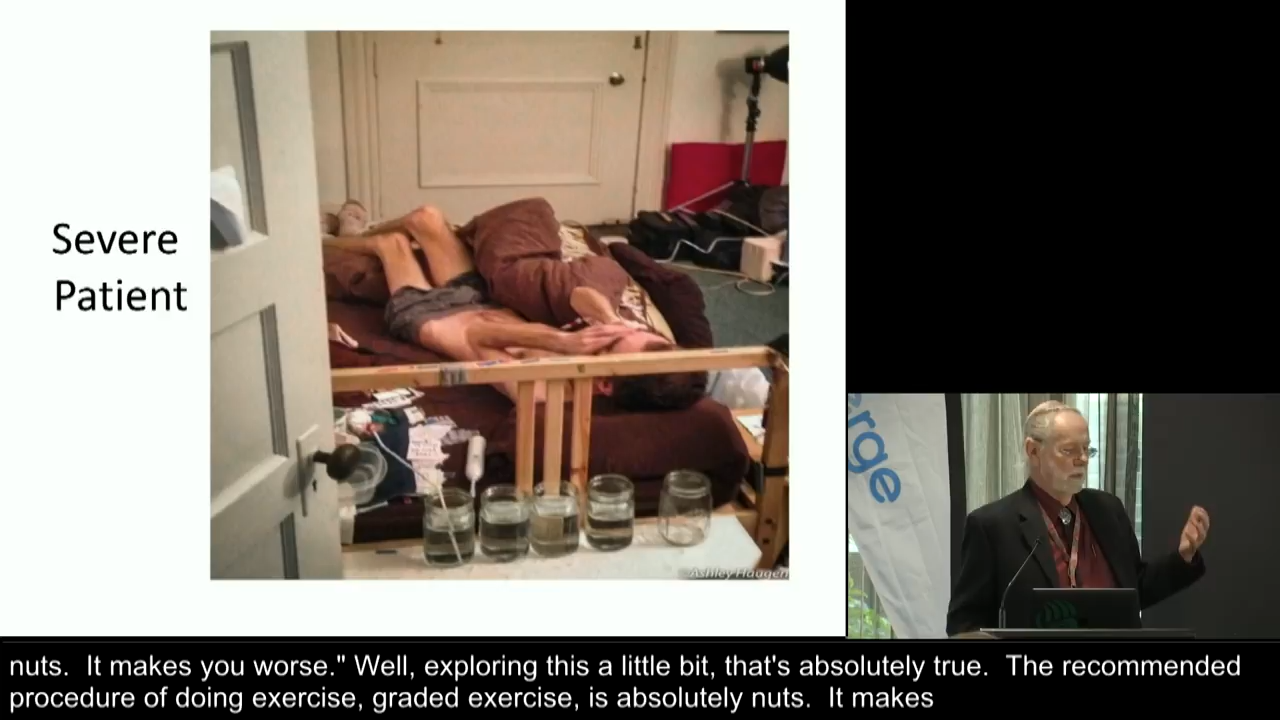 Severe
Patient
Ashley Haugen
erge
nuts.  It makes you worse." Well, exploring this a little bit, that's absolutely true.  The recommended
procedure of doing exercise, graded exercise, is absolutely nuts.  It makes